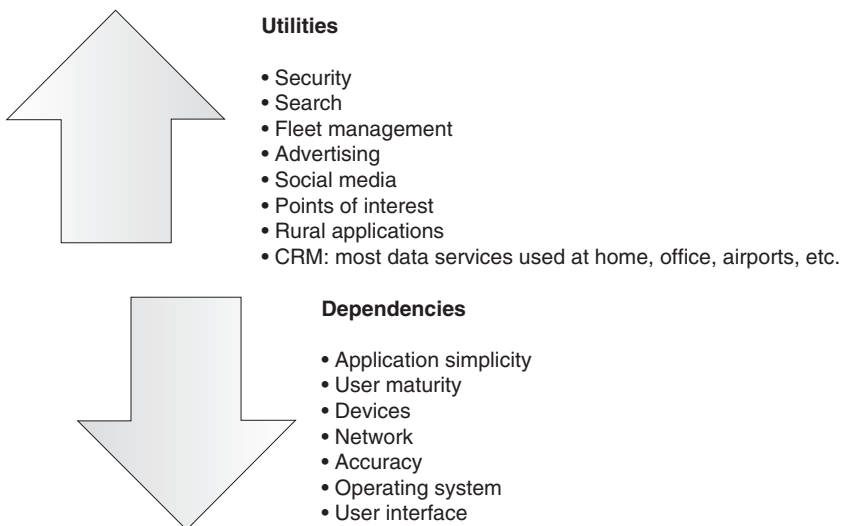 Utilities
• Security
• Search
• Fleet management
• Advertising
• Social media
• Points of interest
• Rural applications
• CRM: most data services used at home, office, airports, etc.
Dependencies
• Application simplicity
• User maturity
• Devices
• Network
• Accuracy
• Operating system
• User interface